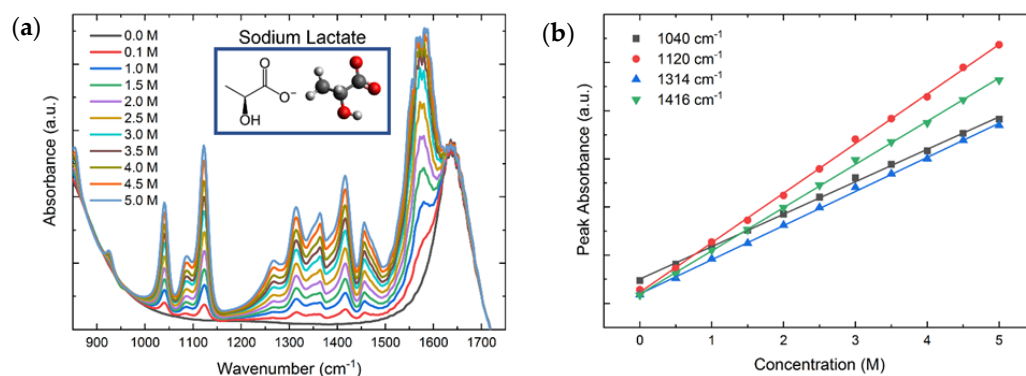 (a)
Absorbance (a.u.)
0.0 M
0.1 M
1.0 M
1.5 M
2.0 M
2.5 M
3.0 M
3.5 M
4.0 M
4.5 M
5.0 M
Sodium Lactate
O
O⁻
OH
900 1000 1100 1200 1300 1400 1500 1600 1700
Wavenumber (cm⁻¹)
(b)
Peak Absorbance (a.u.)
1040 cm⁻¹
1120 cm⁻¹
1314 cm⁻¹
1416 cm⁻¹
0 1 2 3 4 5
Concentration (M)